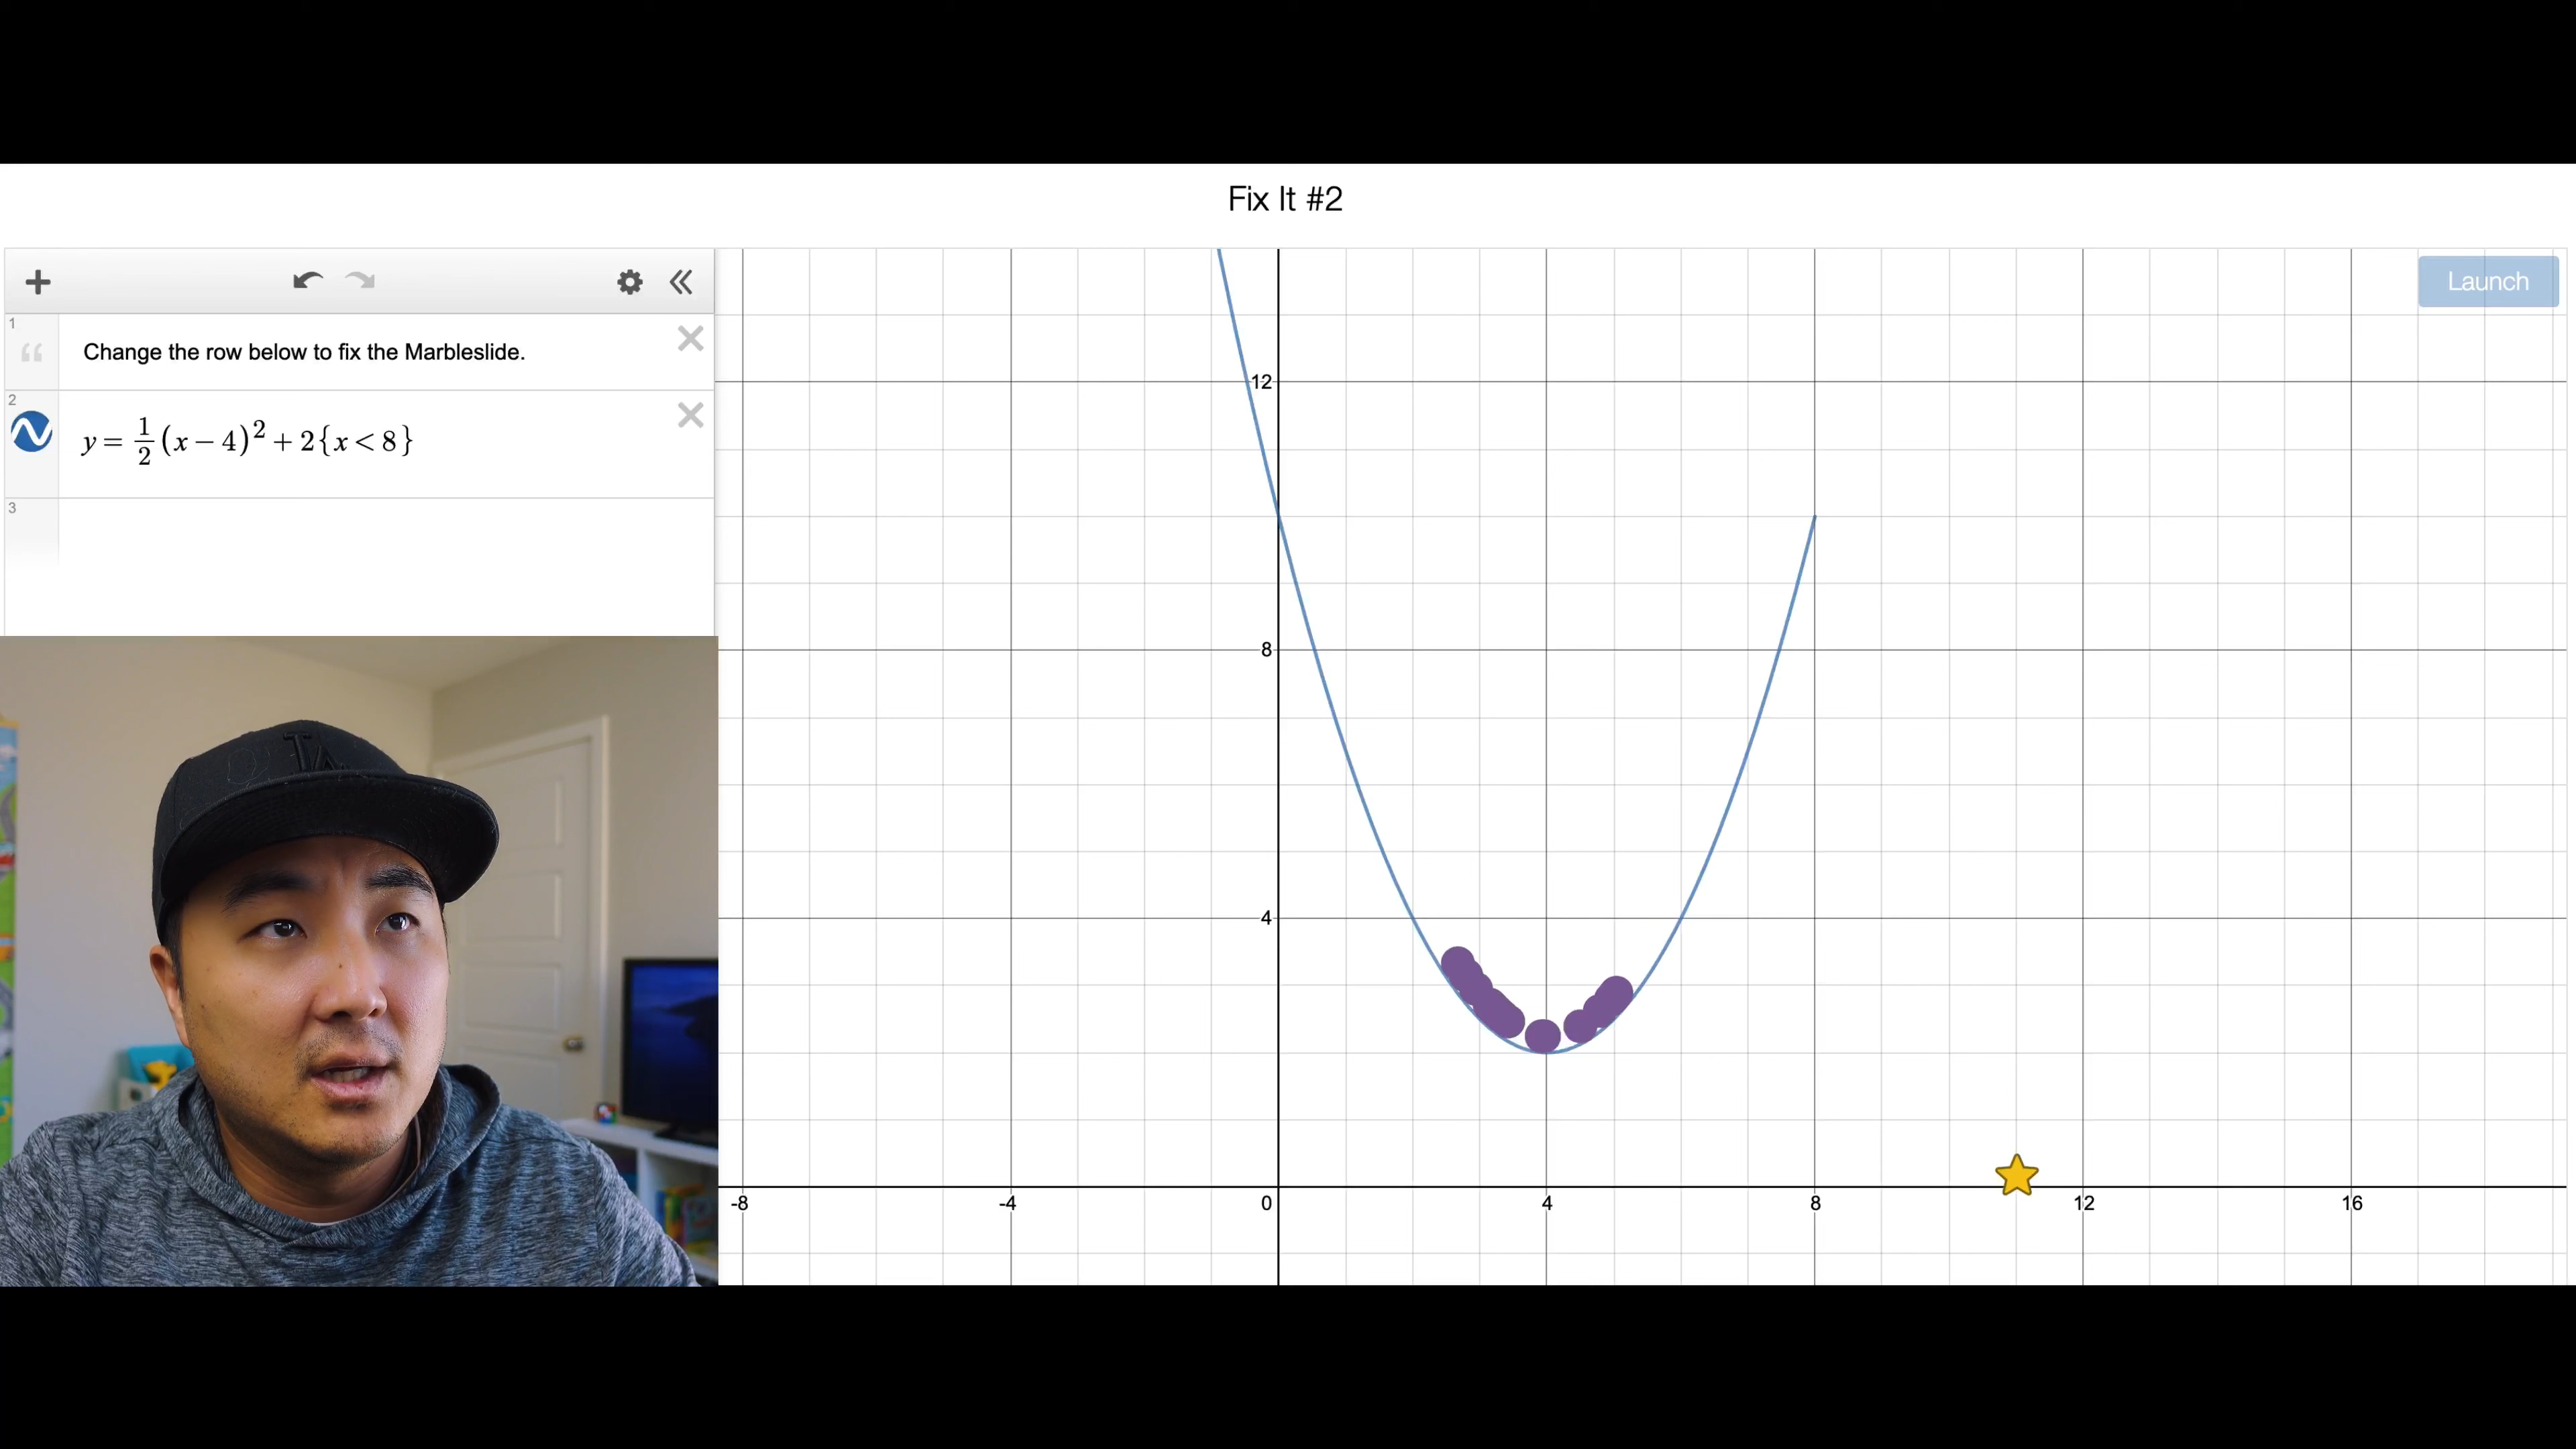 Fix It #2
Launch
1
Change the row below to fix the Marbleslide.
2
y = 1/2 (x − 4)^2 + 2{x < 8}
3
12
8
4
-8 -4 0 4 8 12 16
LA